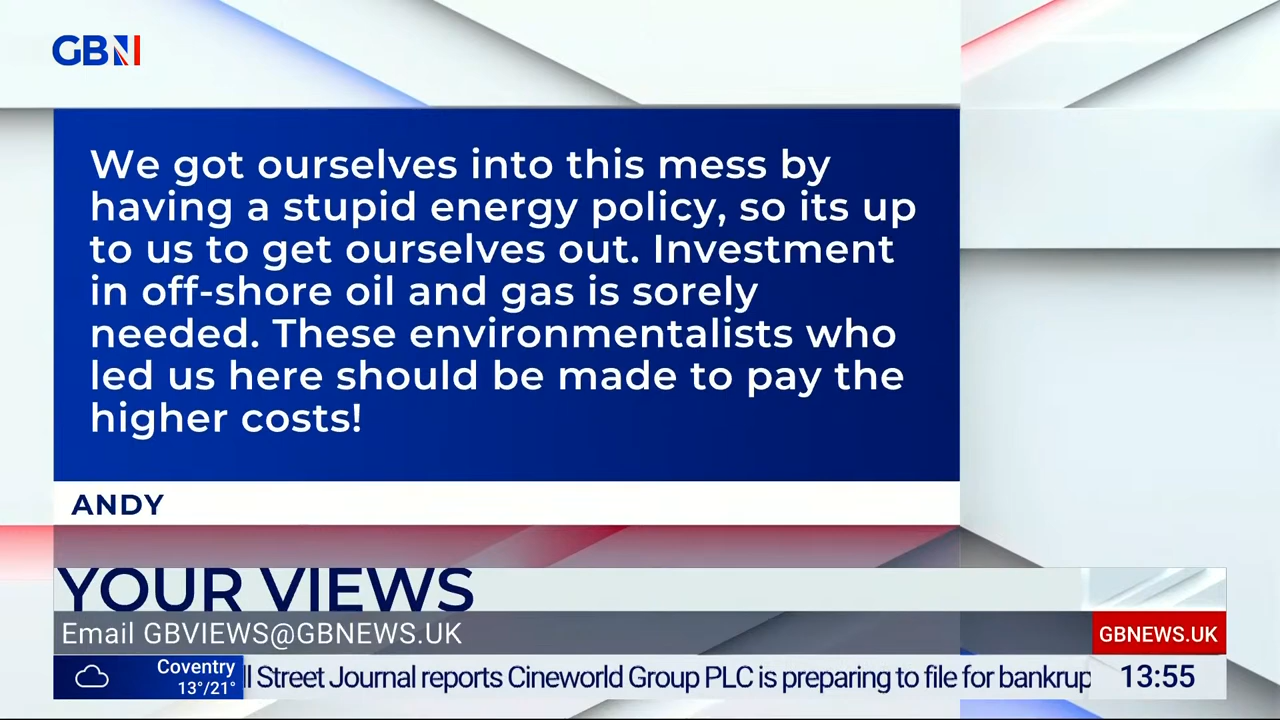 GBN
We got ourselves into this mess by
having a stupid energy policy, so its up
to us to get ourselves out. Investment
in off-shore oil and gas is sorely
needed. These environmentalists who
led us here should be made to pay the
higher costs!
ANDY
YOUR VIEWS
Email GBVIEWS@GBNEWS.UK
GBNEWS.UK
Coventry
13°/21°
ll Street Journal reports Cineworld Group PLC is preparing to file for bankrup
13:55